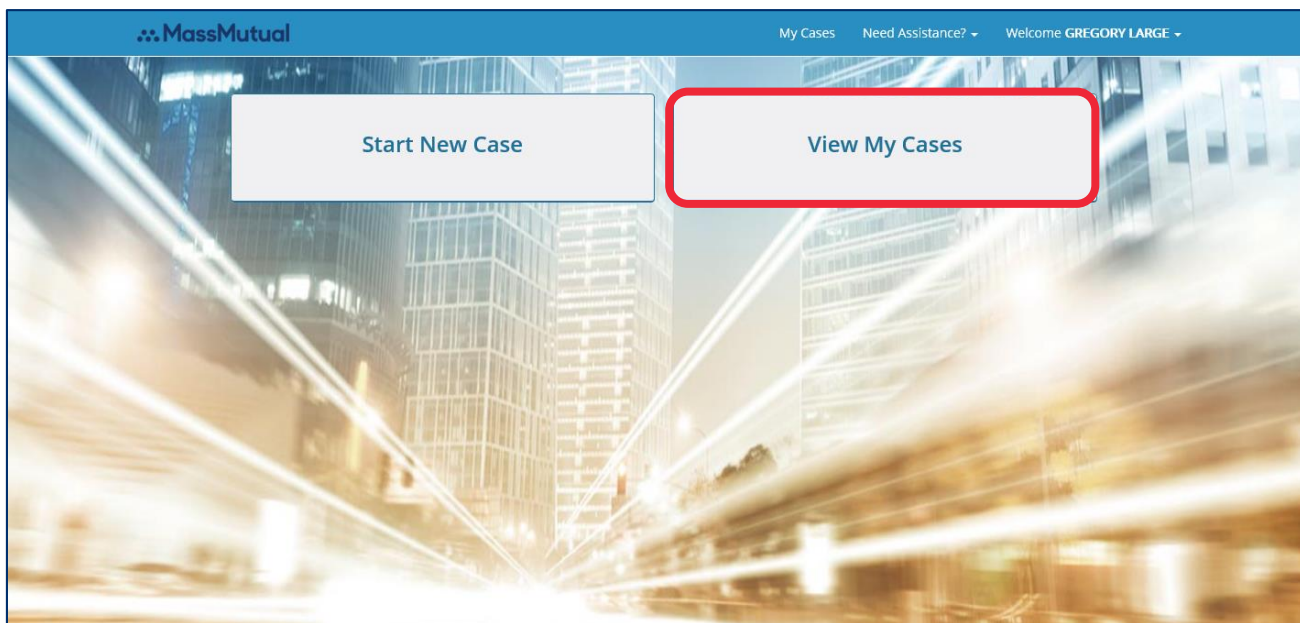 MassMutual
My Cases Need Assistance? Welcome GREGORY LARGE
Start New Case
View My Cases